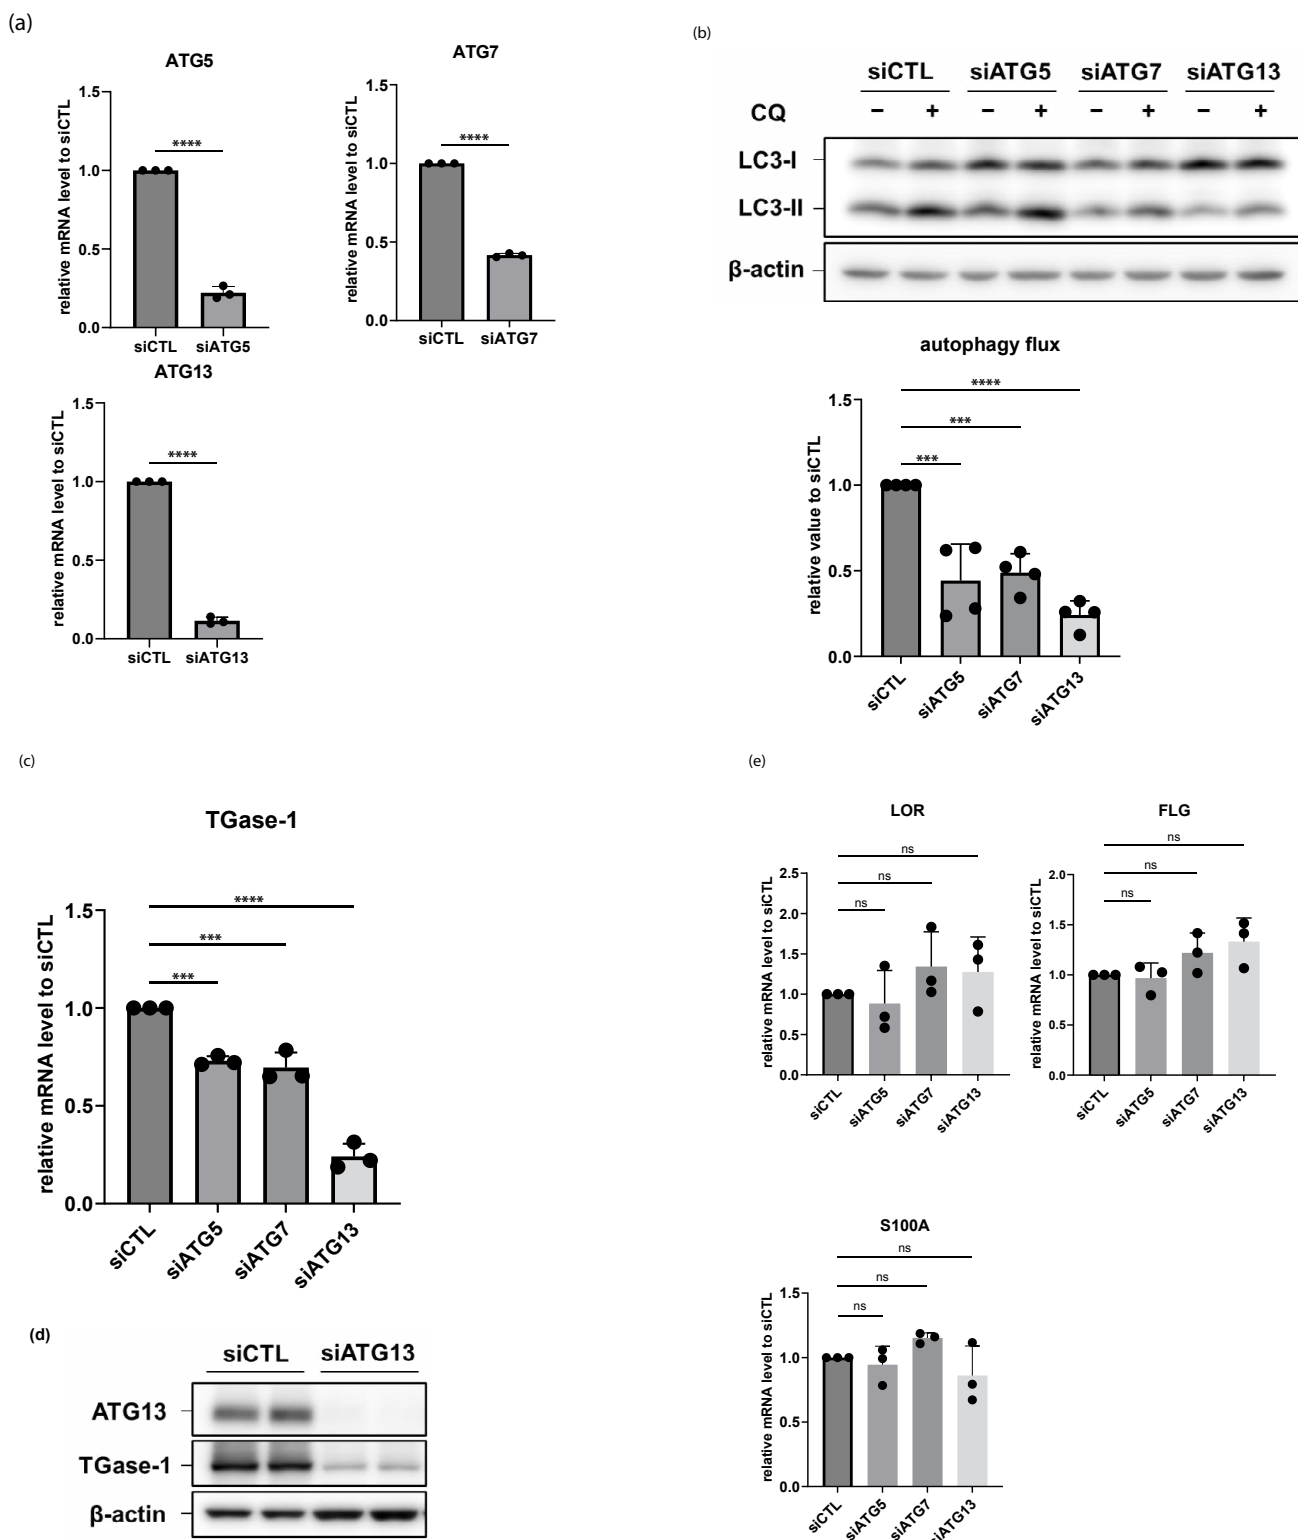 (a)
ATG5
relative mRNA level to siCTL
1.5
1.0
0.5
0.0
****
siCTL siATG5
ATG7
relative mRNA level to siCTL
1.5
1.0
0.5
0.0
****
siCTL siATG7
ATG13
relative mRNA level to siCTL
1.5
1.0
0.5
0.0
****
siCTL siATG13
(b)
siCTL siATG5 siATG7 siATG13
CQ − + − + − + − +
LC3-I
LC3-II
β-actin
autophagy flux
relative value to siCTL
1.5
1.0
0.5
0.0
****
***
***
siCTL
siATG5
siATG7
siATG13
(c)
TGase-1
relative mRNA level to siCTL
1.5
1.0
0.5
0.0
****
***
***
siCTL
siATG5
siATG7
siATG13
(d)
siCTL siATG13
ATG13
TGase-1
β-actin
(e)
LOR
relative mRNA level to siCTL
2.5
2.0
1.5
1.0
0.5
0.0
ns
ns
ns
siCTL
siATG5
siATG7
siATG13
FLG
relative mRNA level to siCTL
2.0
1.5
1.0
0.5
0.0
ns
ns
ns
siCTL
siATG5
siATG7
siATG13
S100A
relative mRNA level to siCTL
1.5
1.0
0.5
0.0
ns
ns
ns
siCTL
siATG5
siATG7
siATG13